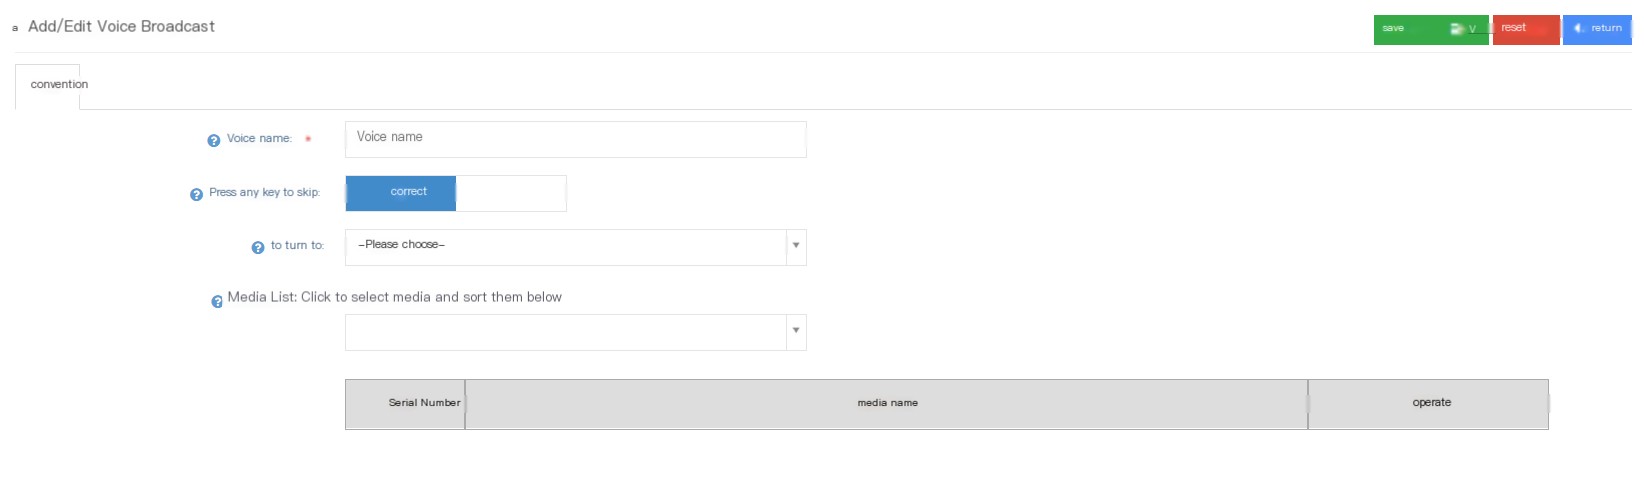 a Add/Edit Voice Broadcast
save V reset return
convention
Voice name: * Voice name
Press any key to skip: correct
to turn to: –Please choose–
Media List: Click to select media and sort them below
Serial Number media name operate